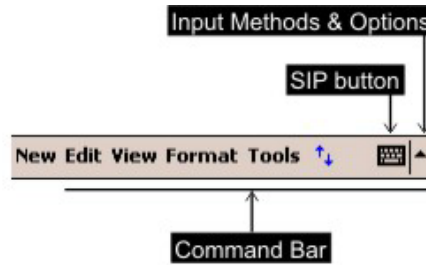 Input Methods & Options
SIP button
New Edit View Format Tools
Command Bar